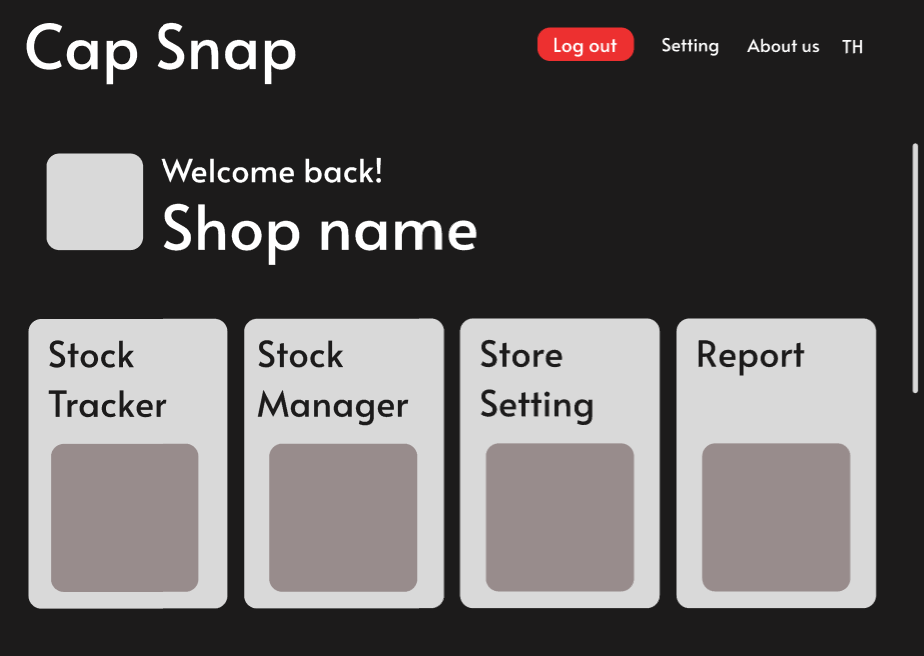 Cap Snap
Log out
Setting
About us
TH
Welcome back!
Shop name
Stock
Tracker
Stock
Manager
Store
Setting
Report